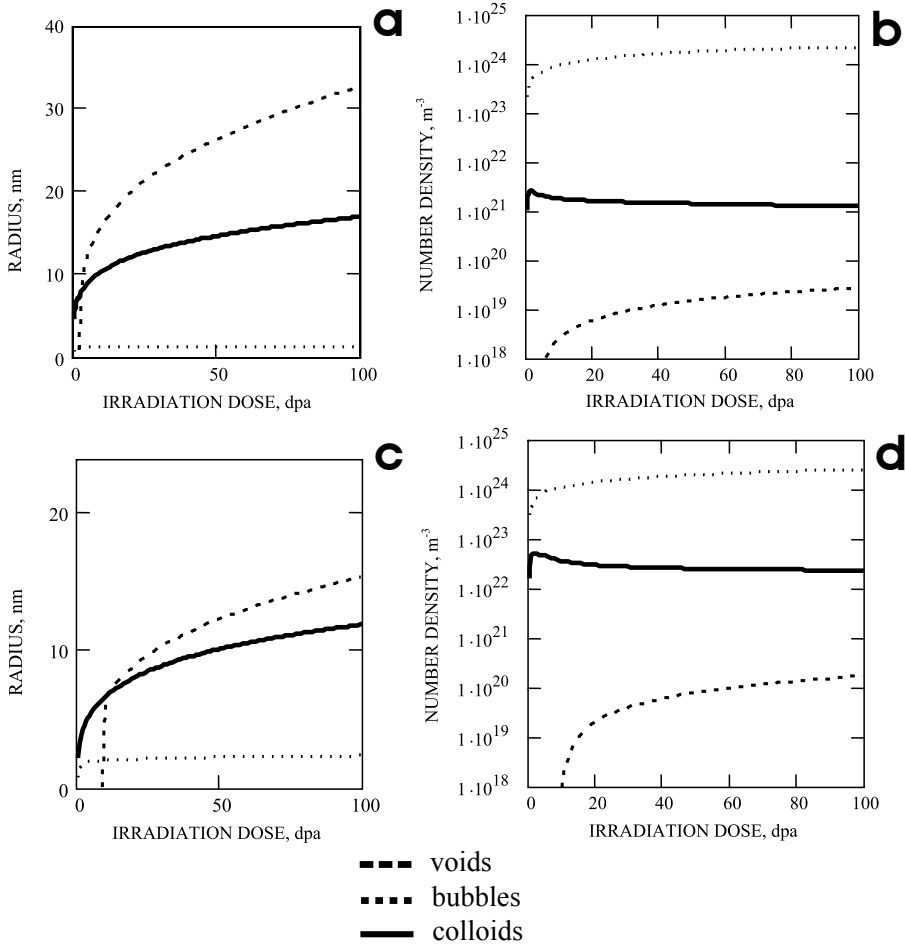 a
40
30
20
10
0
RADIUS, nm
0
50
100
IRRADIATION DOSE, dpa
b
1·10^25
1·10^24
1·10^23
1·10^22
1·10^21
1·10^20
1·10^19
1·10^18
NUMBER DENSITY, m^-3
0
20
40
60
80
100
IRRADIATION DOSE, dpa
c
20
10
0
RADIUS, nm
0
50
100
IRRADIATION DOSE, dpa
d
1·10^25
1·10^24
1·10^23
1·10^22
1·10^21
1·10^20
1·10^19
1·10^18
NUMBER DENSITY, m^-3
0
20
40
60
80
100
IRRADIATION DOSE, dpa
voids
bubbles
colloids